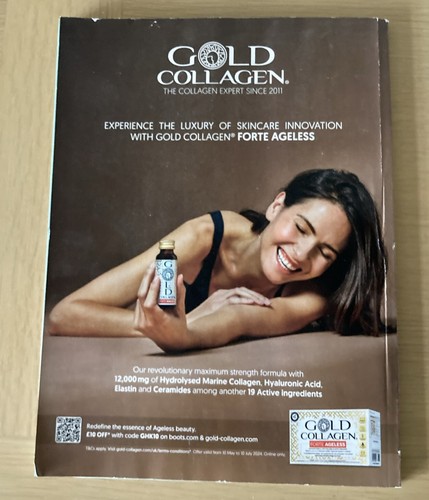 GOLD
COLLAGEN®
THE COLLAGEN EXPERT SINCE 2011
EXPERIENCE THE LUXURY OF SKINCARE INNOVATION
WITH GOLD COLLAGEN® FORTE AGELESS
GOLD
Our revolutionary maximum strength formula with
12,000mg of Hydrolysed Marine Collagen, Hyaluronic Acid,
Elastin and Ceramides among another 19 Active ingredients
Redefine the essence of Ageless beauty.
£10 OFF* with code GHK10 on boots.com & gold-collagen.com
GOLD
COLLAGEN
FORTE AGELESS